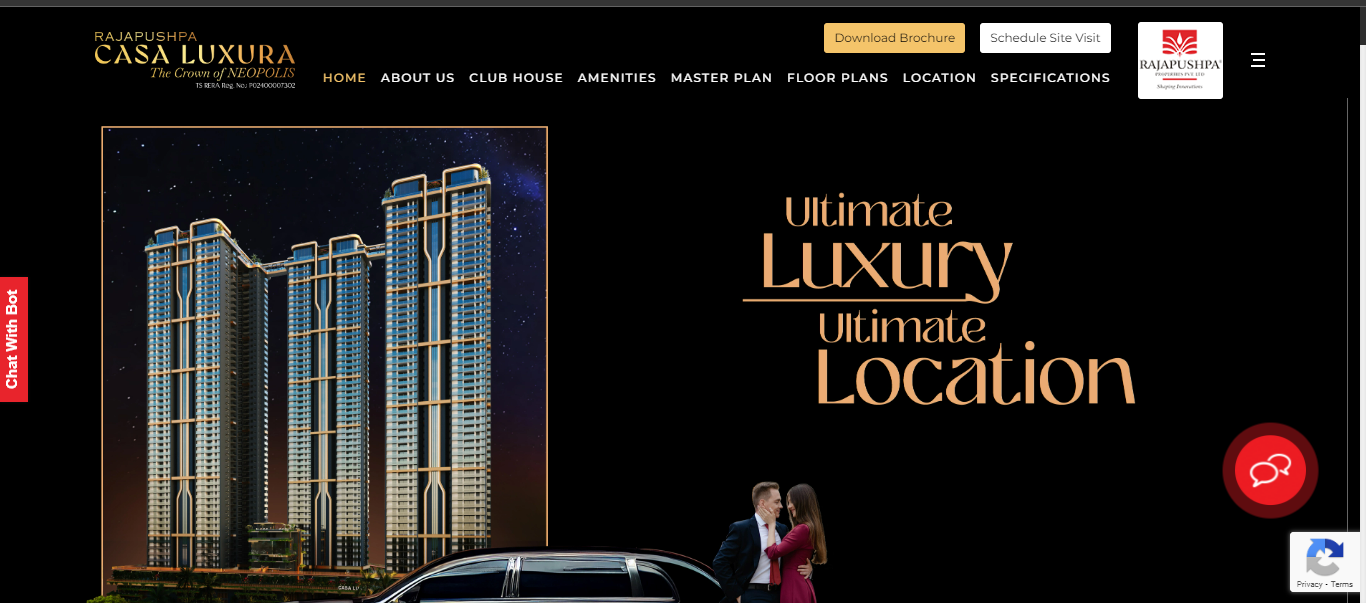 RAJAPUSHPA
CASA LUXURA
The Crown of NEOPOLIS
TS RERA Reg. No.: P02400007302
Download Brochure
Schedule Site Visit
HOME ABOUT US CLUB HOUSE AMENITIES MASTER PLAN FLOOR PLANS LOCATION SPECIFICATIONS
RAJAPUSHPA
PROPERTIES PVT LTD
Shaping Innovations
Ultimate
Luxury
Ultimate
Location
Chat With Bot
CASA LU
Privacy - Terms